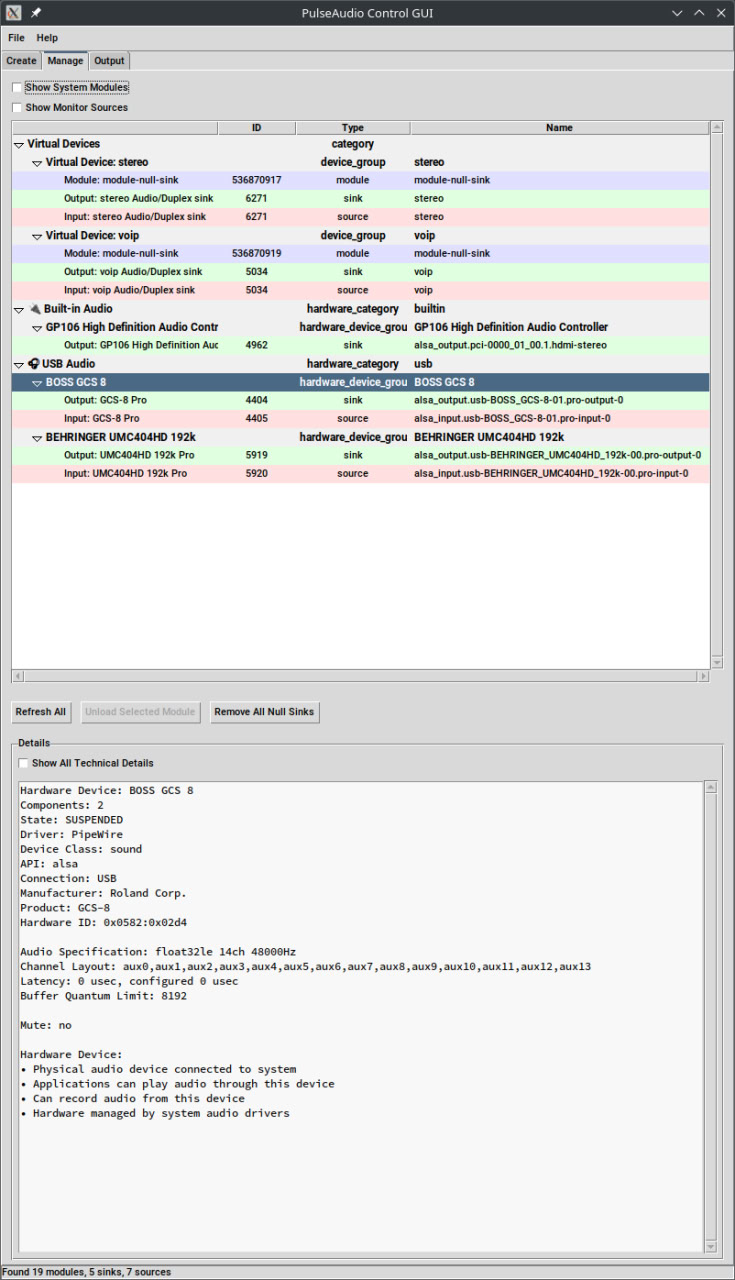 PulseAudio Control GUI
File Help
Create Manage Output
Show System Modules
Show Monitor Sources
ID Type Name
Virtual Devices category
Virtual Device: stereo device_group stereo
Module: module-null-sink 536870917 module module-null-sink
Output: stereo Audio/Duplex sink 6271 sink stereo
Input: stereo Audio/Duplex sink 6271 source stereo
Virtual Device: voip device_group voip
Module: module-null-sink 536870919 module module-null-sink
Output: voip Audio/Duplex sink 5034 sink voip
Input: voip Audio/Duplex sink 5034 source voip
Built-in Audio hardware_category builtin
GP106 High Definition Audio Contr hardware_device_grou GP106 High Definition Audio Controller
Output: GP106 High Definition Auc 4962 sink alsa_output.pci-0000_01_00.1.hdmi-stereo
USB Audio hardware_category usb
BOSS GCS 8 hardware_device_grou BOSS GCS 8
Output: GCS-8 Pro 4404 sink alsa_output.usb-BOSS_GCS-8-01.pro-output-0
Input: GCS-8 Pro 4405 source alsa_input.usb-BOSS_GCS-8-01.pro-input-0
BEHRINGER UMC404HD 192k hardware_device_grou BEHRINGER UMC404HD 192k
Output: UMC404HD 192k Pro 5919 sink alsa_output.usb-BEHRINGER_UMC404HD_192k-00.pro-output-0
Input: UMC404HD 192k Pro 5920 source alsa_input.usb-BEHRINGER_UMC404HD_192k-00.pro-input-0
Refresh All Unload Selected Module Remove All Null Sinks
Details
Show All Technical Details
Hardware Device: BOSS GCS 8
Components: 2
State: SUSPENDED
Driver: PipeWire
Device Class: sound
API: alsa
Connection: USB
Manufacturer: Roland Corp.
Product: GCS-8
Hardware ID: 0x0582:0x02d4
Audio Specification: float32le 14ch 48000Hz
Channel Layout: aux0,aux1,aux2,aux3,aux4,aux5,aux6,aux7,aux8,aux9,aux10,aux11,aux12,aux13
Latency: 0 usec, configured 0 usec
Buffer Quantum Limit: 8192
Mute: no
Hardware Device:
• Physical audio device connected to system
• Applications can play audio through this device
• Can record audio from this device
• Hardware managed by system audio drivers
Found 19 modules, 5 sinks, 7 sources